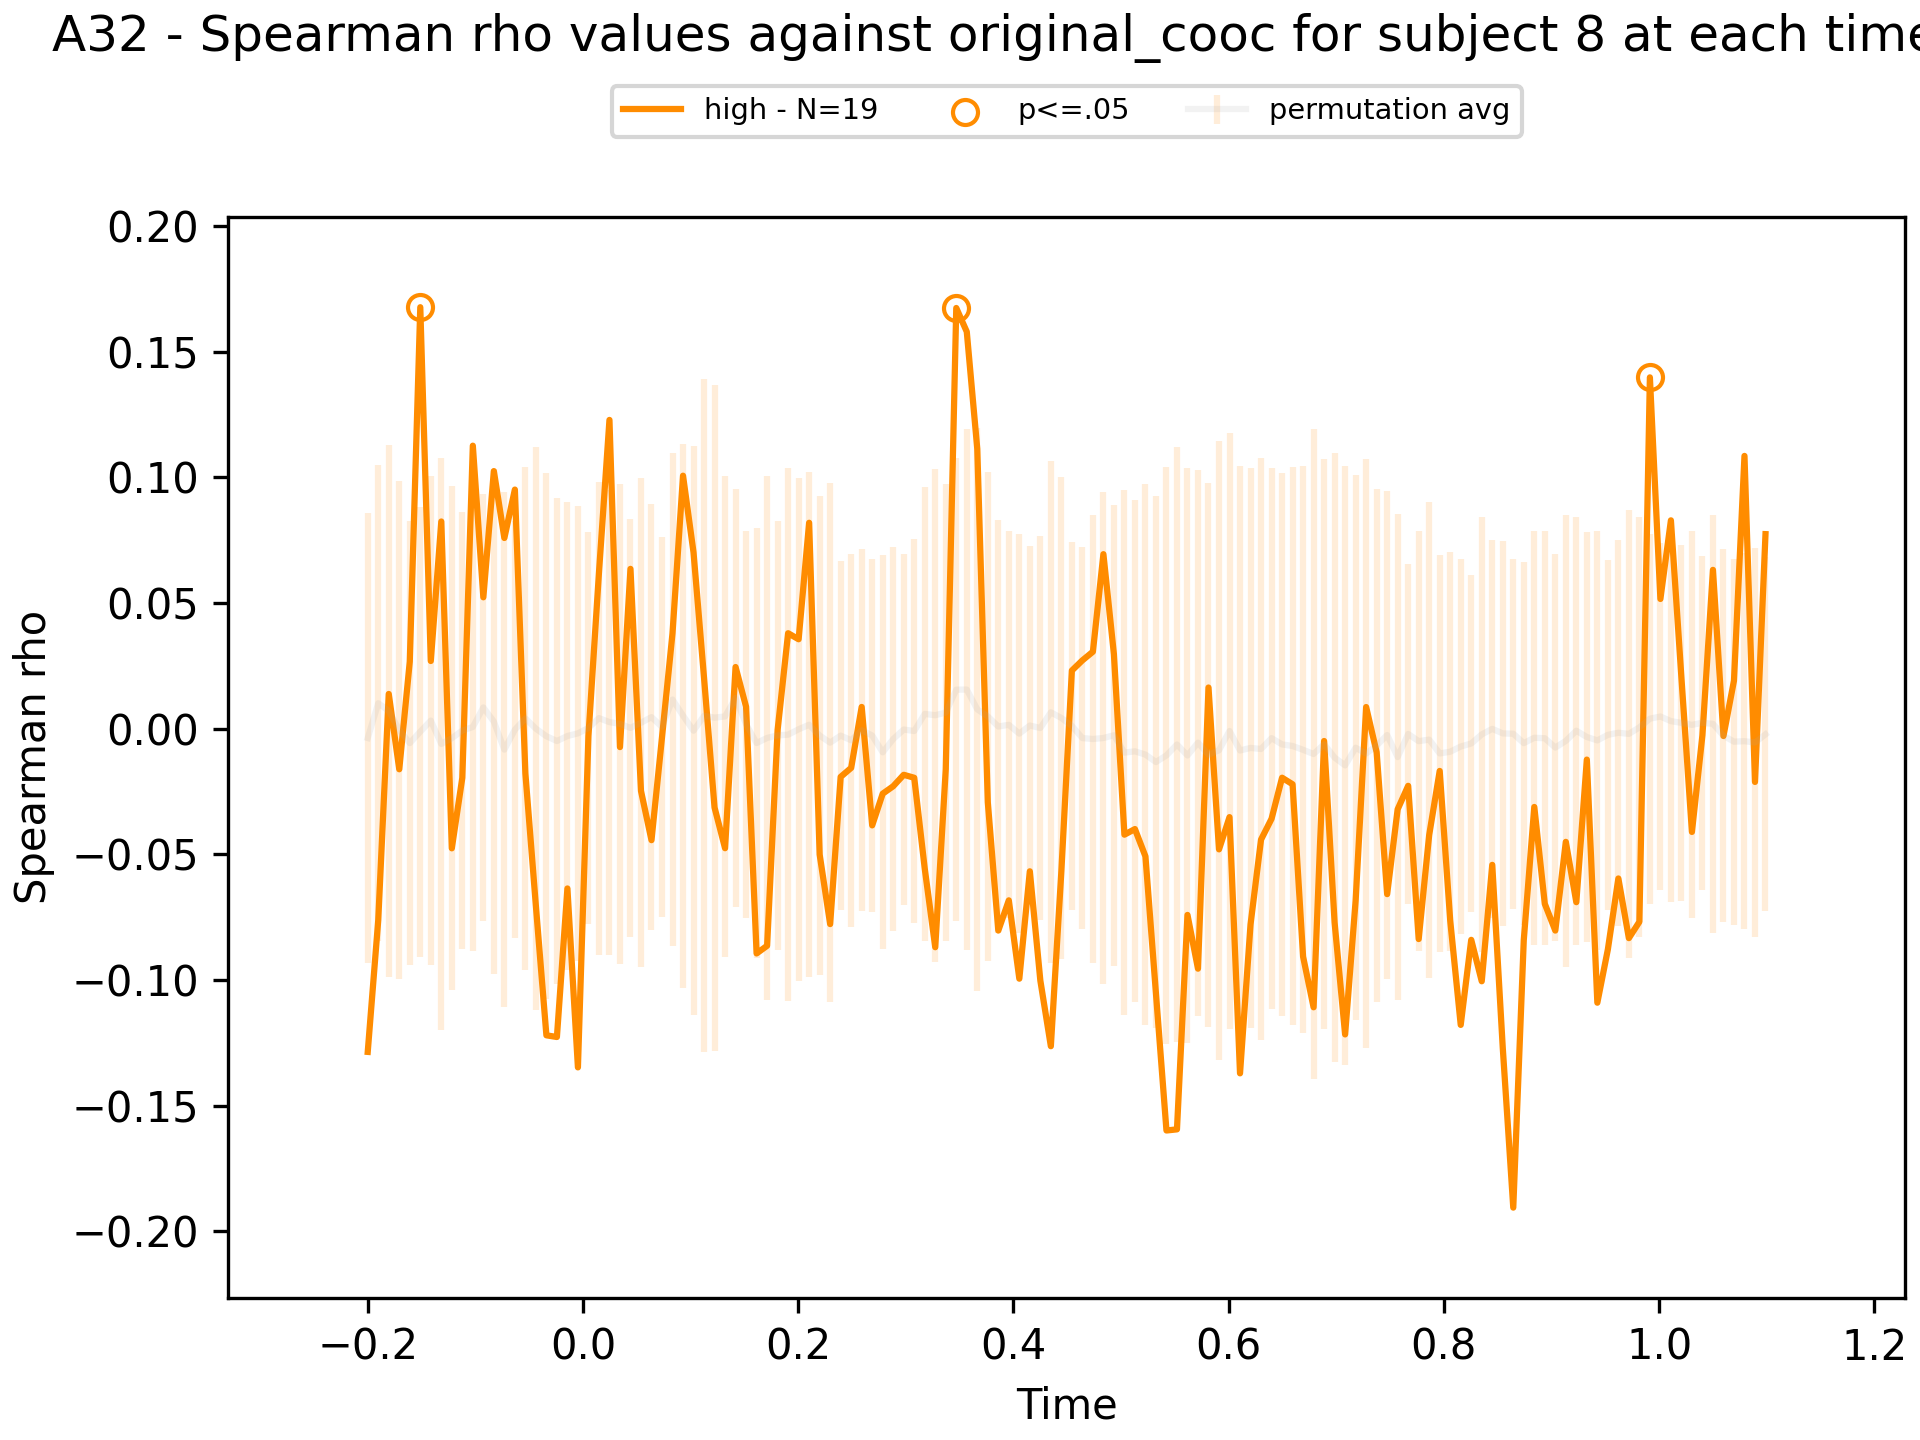 A32 - Spearman rho values against original_cooc for subject 8 at each time
high - N=19 p<=.05 permutation avg
0.20
0.15
0.10
0.05
0.00
−0.05
−0.10
−0.15
−0.20
Spearman rho
−0.2 0.0 0.2 0.4 0.6 0.8 1.0 1.2
Time